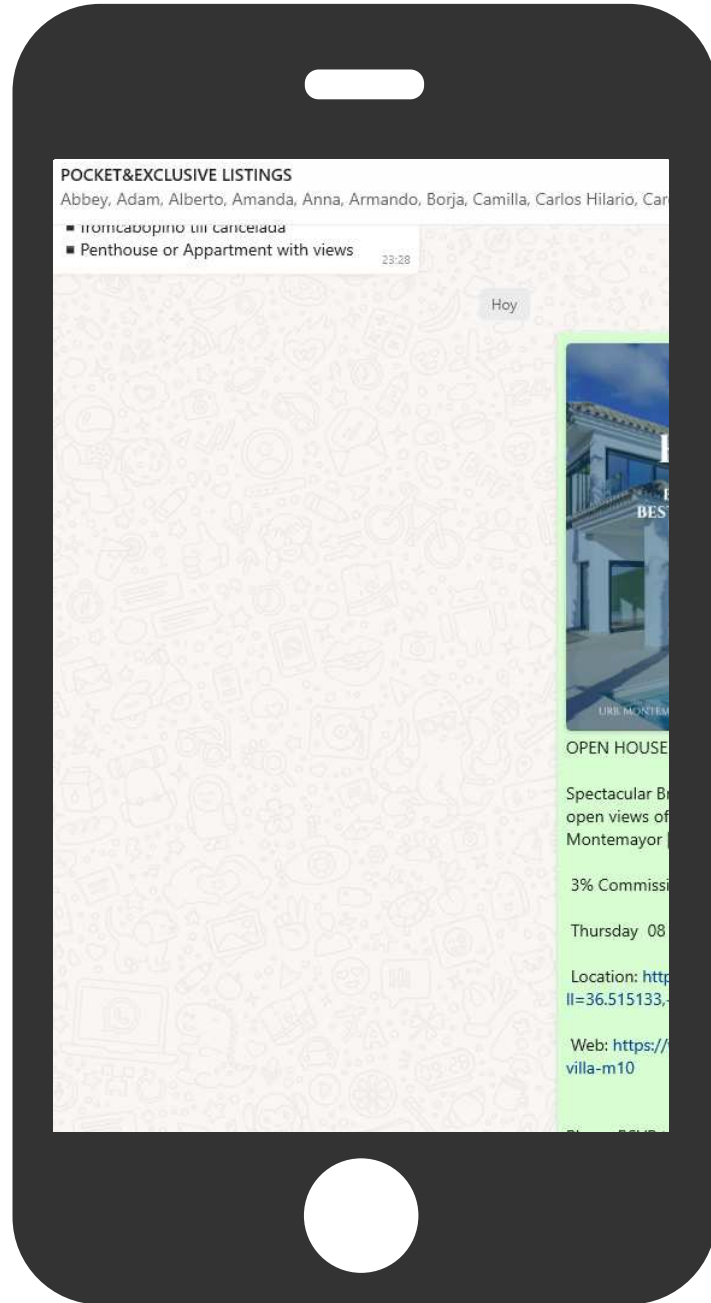 POCKET&EXCLUSIVE LISTINGS
Abbey, Adam, Alberto, Amanda, Anna, Armando, Borja, Camilla, Carlos Hilario, Car
fromcabopino till cancelada
▪ Penthouse or Appartment with views
23:28
Hoy
BEST
URB MONTEM
OPEN HOUSE
Spectacular Br
open views of
Montemayor |
3% Commissi
Thursday 08
Location: http
ll=36.515133,-
Web: https://
villa-m10